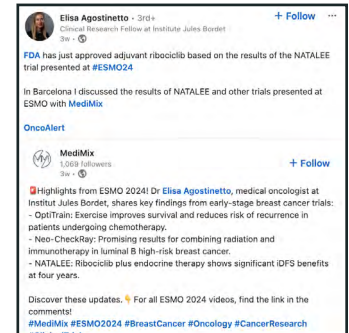 Elisa Agostinetto · 3rd+
+ Follow ···
Clinical Research Fellow at Institute Jules Bordet
3w ·
FDA has just approved adjuvant ribociclib based on the results of the NATALEE
trial presented at #ESMO24
In Barcelona I discussed the results of NATALEE and other trials presented at
ESMO with MediMix
OncoAlert
MediMix
1,069 followers
+ Follow
3w ·
🚨Highlights from ESMO 2024! Dr Elisa Agostinetto, medical oncologist at
Institut Jules Bordet, shares key findings from early-stage breast cancer trials:
- OptiTrain: Exercise improves survival and reduces risk of recurrence in
patients undergoing chemotherapy.
- Neo-CheckRay: Promising results for combining radiation and
immunotherapy in luminal B high-risk breast cancer.
- NATALEE: Ribociclib plus endocrine therapy shows significant iDFS benefits
at four years.
Discover these updates. 👇 For all ESMO 2024 videos, find the link in the
comments!
#MediMix #ESMO2024 #BreastCancer #Oncology #CancerResearch